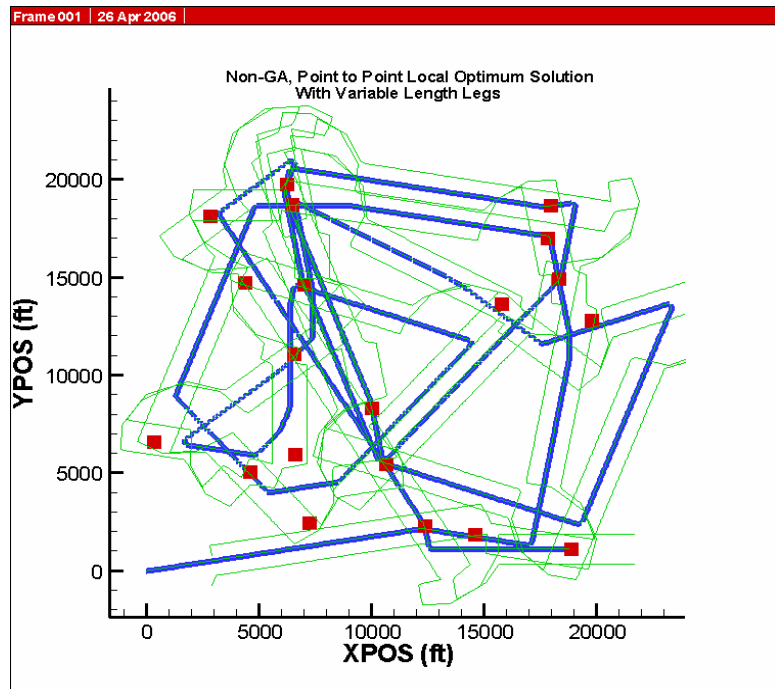 Frame 001 | 26 Apr 2006 |
Non-GA, Point to Point Local Optimum Solution
With Variable Length Legs
20000
15000
10000
5000
0
YPOS (ft)
0 5000 10000 15000 20000
XPOS (ft)